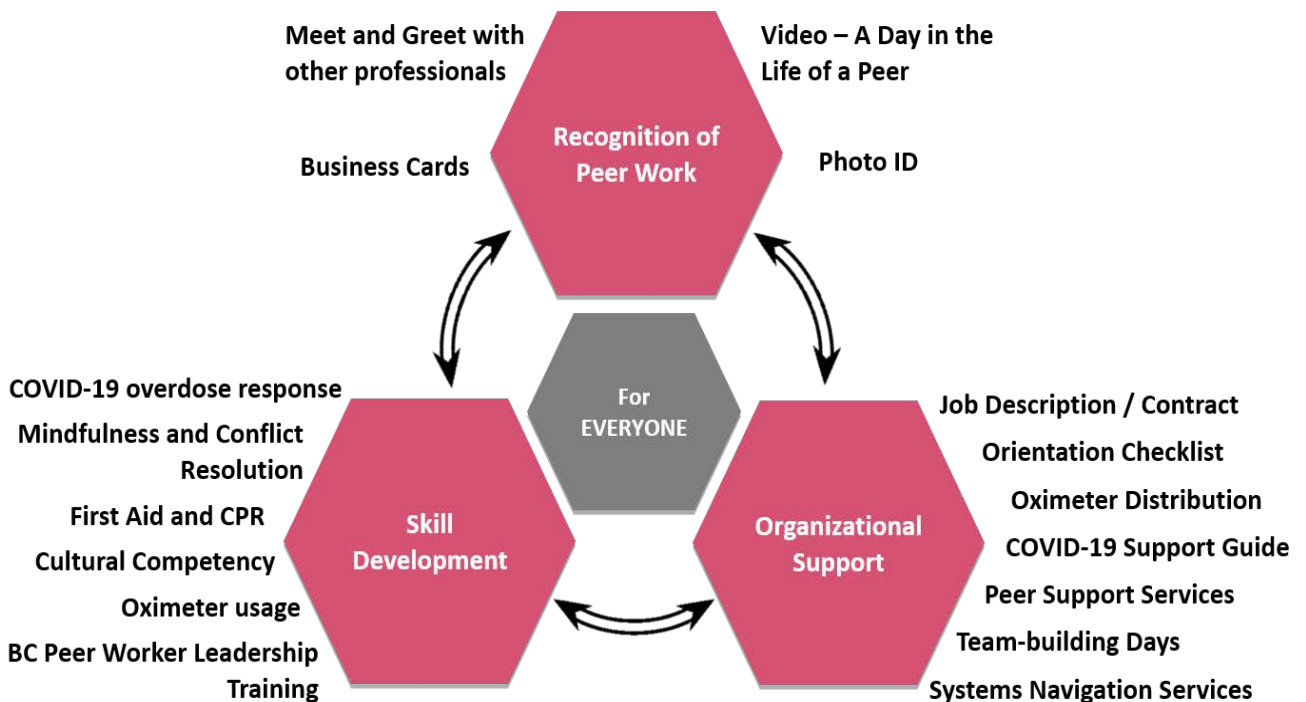 Meet and Greet with
other professionals
Video – A Day in the
Life of a Peer
Recognition of
Peer Work
Business Cards
Photo ID
For
EVERYONE
COVID-19 overdose response
Mindfulness and Conflict
Resolution
First Aid and CPR
Cultural Competency
Oximeter usage
BC Peer Worker Leadership
Training
Skill
Development
Organizational
Support
Job Description / Contract
Orientation Checklist
Oximeter Distribution
COVID-19 Support Guide
Peer Support Services
Team-building Days
Systems Navigation Services